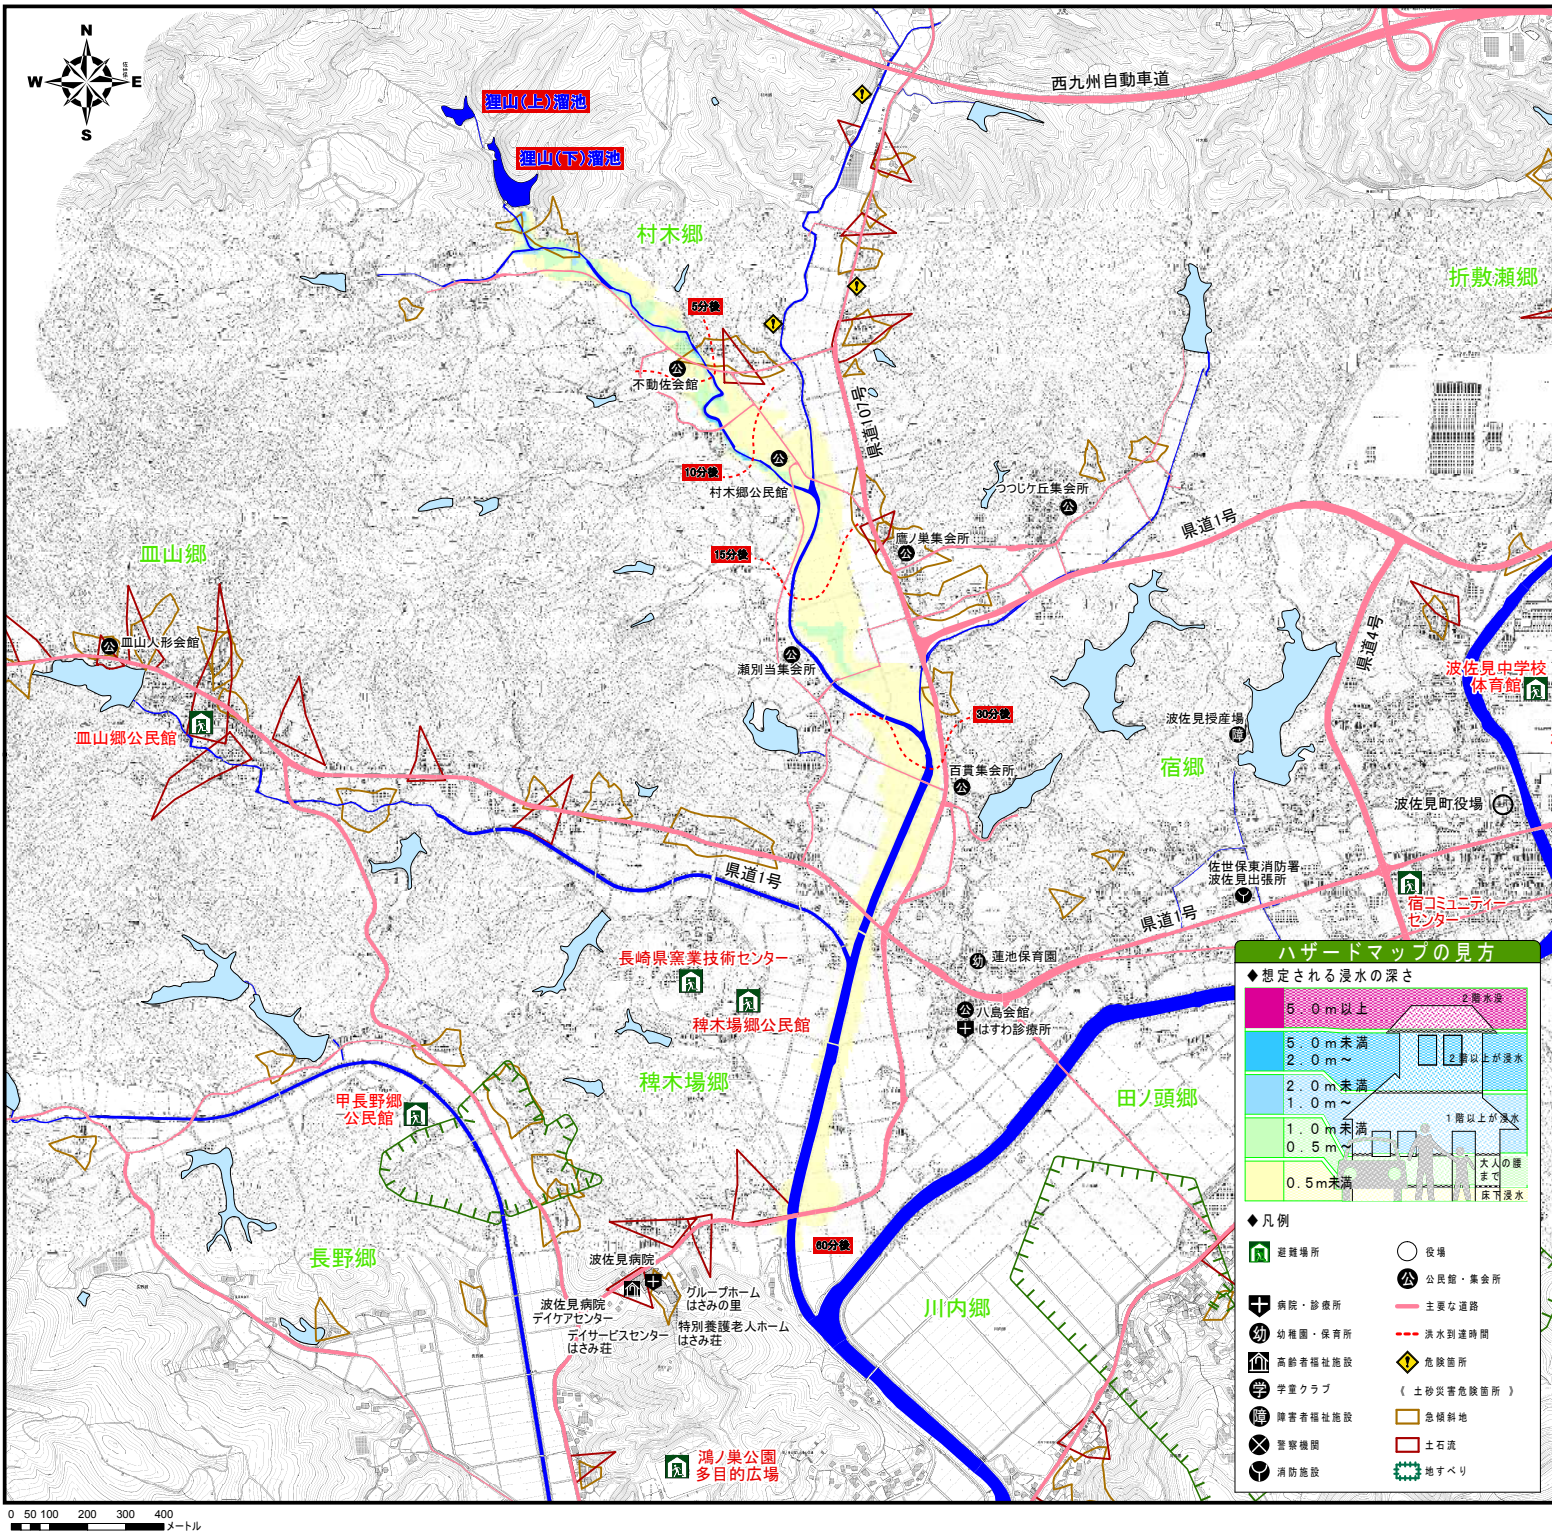 N
W
E
S
狸山(上)溜池
狸山(下)溜池
西九州自動車道
村木郷
折敷瀬郷
5分後
不動佐会館
県道107号
10分後
村木郷公民館
つつじケ丘集会所
県道1号
鷹ノ巣集会所
15分後
皿山郷
皿山人形会館
瀬別当集会所
県道4号
波佐見中学校
体育館
皿山郷公民館
30分後
波佐見授産場
宿郷
百貫集会所
波佐見町役場
県道1号
佐世保東消防署
波佐見出張所
県道1号
宿コミュニティー
センター
長崎県窯業技術センター
蓮池保育園
稗木場郷公民館
八島会館
はすわ診療所
稗木場郷
田ノ頭郷
甲長野郷
公民館
長野郷
60分後
波佐見病院
波佐見病院
デイケアセンター
グループホーム
はさみの里
デイサービスセンター
はさみ荘
特別養護老人ホーム
はさみ荘
川内郷
鴻ノ巣公園
多目的広場
ハザードマップの見方
◆想定される浸水の深さ
5.0m以上
2階水没
5.0m未満
2.0m～
2階以上が浸水
2.0m未満
1.0m～
1階以上が浸水
1.0m未満
0.5m～
大人の腰
まで
0.5m未満
床下浸水
◆凡例
避難場所
役場
公 公民館・集会所
病院・診療所
主要な道路
幼 幼稚園・保育所
洪水到達時間
高齢者福祉施設
危険箇所
学 学童クラブ
《 土砂災害危険箇所 》
障 障害者福祉施設
急傾斜地
警察機関
土石流
消防施設
地すべり
0 50 100 200 300 400
メートル